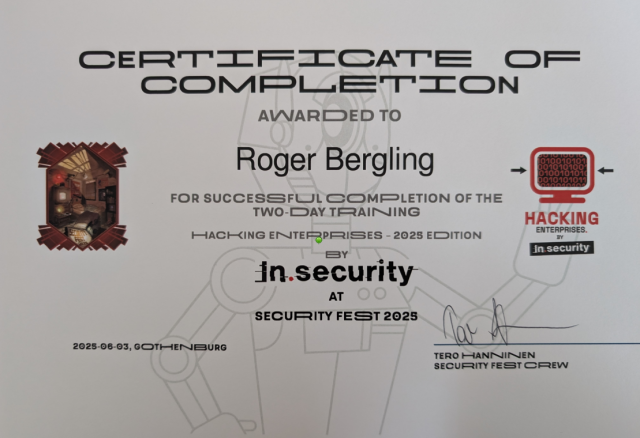 CERTIFICATE OF
COMPLETION
AWARDED TO
Roger Bergling
FOR SUCCESSFUL COMPLETION OF THE
TWO-DAY TRAINING
HACKING ENTERPRISES - 2025 EDITION
BY
in.security
AT
SECURITY FEST 2025
HACKING
ENTERPRISES.
BY
in.security
2025-06-03, GOTHENBURG
TERO HANNINEN
SECURITY FEST CREW